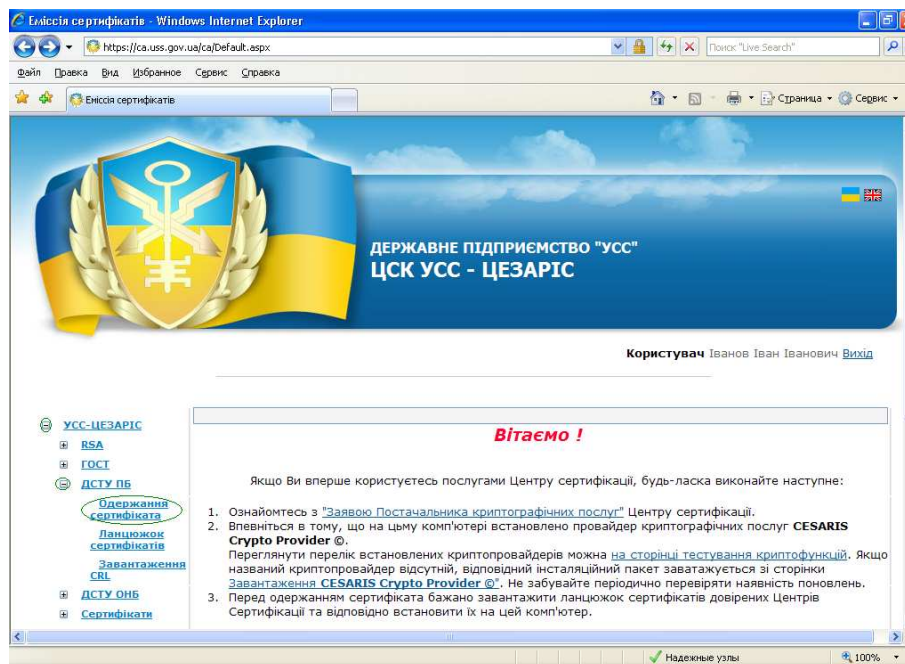 Емісcія сертифікатів - Windows Internet Explorer
https://ca.uss.gov.ua/ca/Default.aspx
Поиск "Live Search"
Файл Правка Вид Избранное Сервис Справка
Еміссія сертифікатів
Страница Сервис
ДЕРЖАВНЕ ПІДПРИЄМСТВО "УСС"
ЦСК УСС - ЦЕЗАРІС
Користувач Іванов Іван Іванович Вихід
УСС-ЦЕЗАРІС
RSA
ГОСТ
ДСТУ ПБ
Одержання
сертифіката
Ланцюжок
сертифікатів
Завантаження
CRL
ДСТУ ОНБ
Сертифікати
Вітаємо !
Якщо Ви вперше користуєтесь послугами Центру сертифікації, будь-ласка виконайте наступне:
1. Ознайомтесь з "Заявою Постачальника криптографічних послуг" Центру сертифікації.
2. Впевніться в тому, що на цьому комп'ютері встановлено провайдер криптографічних послуг CESARIS
Crypto Provider ©.
Переглянути перелік встановлених криптопровайдерів можна на сторінці тестування криптофункцій. Якщо
названий криптопровайдер відсутній, відповідний інсталяційний пакет заватажується зі сторінки
Завантаження CESARIS Crypto Provider ©". Не забувайте періодично перевіряти наявність поновлень.
3. Перед одержанням сертифіката бажано завантажити ланцюжок сертифікатів довірених Центрів
Сертифікації та відповідно встановити їх на цей комп'ютер.
Надежные узлы
100%